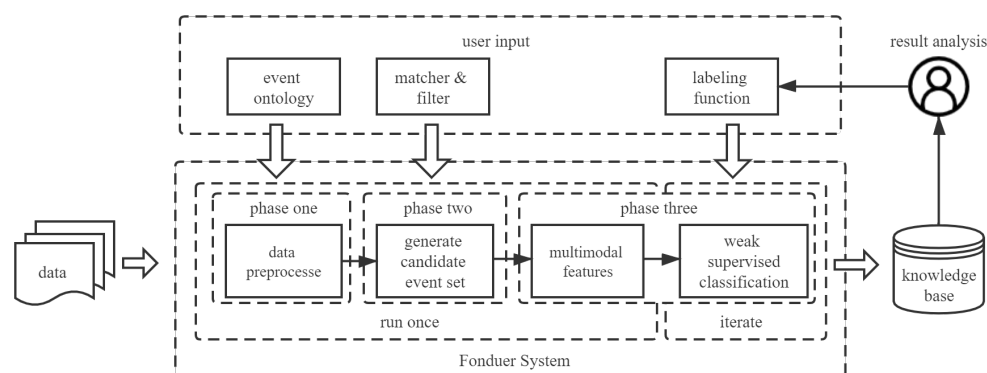 user input
result analysis
event
ontology
matcher &
filter
labeling
function
phase one
phase two
phase three
data
data
preprocesse
generate
candidate
event set
multimodal
features
weak
supervised
classification
knowledge
base
run once
iterate
Fonduer System